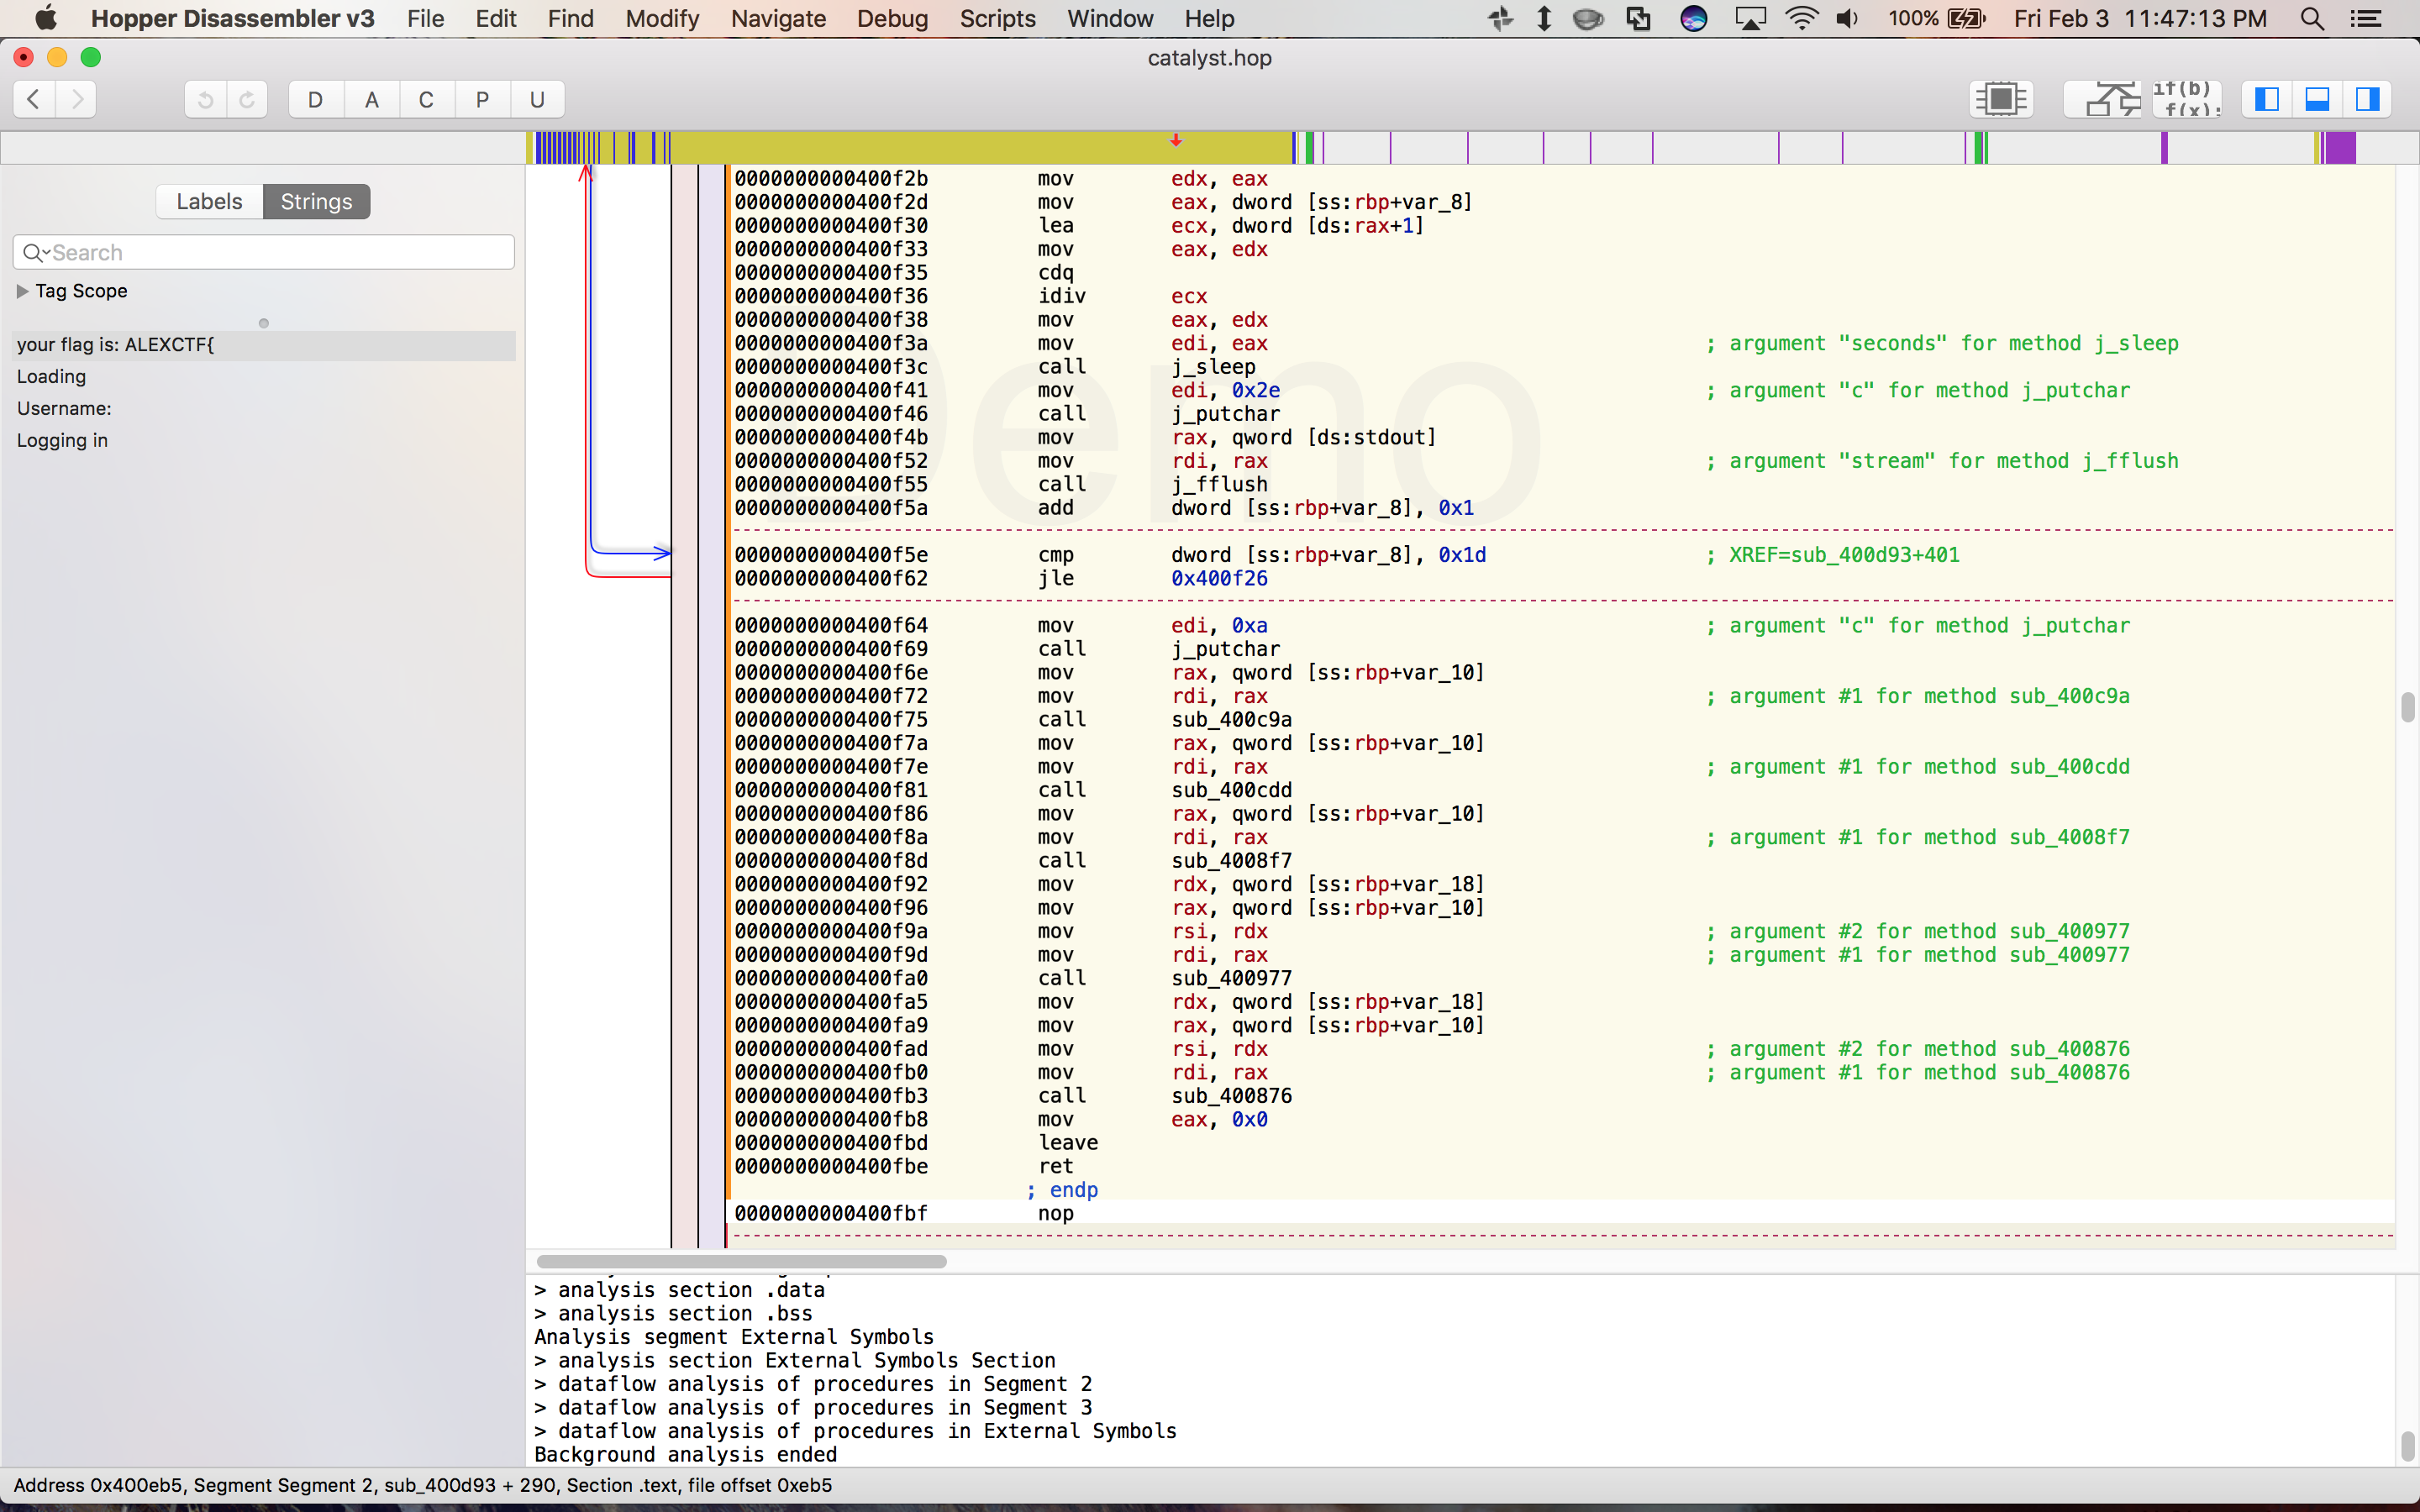 Hopper Disassembler v3 File Edit Find Modify Navigate Debug Scripts Window Help 100% Fri Feb 3 11:47:13 PM
catalyst.hop
D A C P U if(b) f(x);
Labels Strings
Search
Tag Scope
your flag is: ALEXCTF{
Loading
Username:
Logging in
Demo
0000000000400f2b mov edx, eax
0000000000400f2d mov eax, dword [ss:rbp+var_8]
0000000000400f30 lea ecx, dword [ds:rax+1]
0000000000400f33 mov eax, edx
0000000000400f35 cdq
0000000000400f36 idiv ecx
0000000000400f38 mov eax, edx
0000000000400f3a mov edi, eax ; argument "seconds" for method j_sleep
0000000000400f3c call j_sleep
0000000000400f41 mov edi, 0x2e ; argument "c" for method j_putchar
0000000000400f46 call j_putchar
0000000000400f4b mov rax, qword [ds:stdout]
0000000000400f52 mov rdi, rax ; argument "stream" for method j_fflush
0000000000400f55 call j_fflush
0000000000400f5a add dword [ss:rbp+var_8], 0x1
0000000000400f5e cmp dword [ss:rbp+var_8], 0x1d ; XREF=sub_400d93+401
0000000000400f62 jle 0x400f26
0000000000400f64 mov edi, 0xa ; argument "c" for method j_putchar
0000000000400f69 call j_putchar
0000000000400f6e mov rax, qword [ss:rbp+var_10]
0000000000400f72 mov rdi, rax ; argument #1 for method sub_400c9a
0000000000400f75 call sub_400c9a
0000000000400f7a mov rax, qword [ss:rbp+var_10]
0000000000400f7e mov rdi, rax ; argument #1 for method sub_400cdd
0000000000400f81 call sub_400cdd
0000000000400f86 mov rax, qword [ss:rbp+var_10]
0000000000400f8a mov rdi, rax ; argument #1 for method sub_4008f7
0000000000400f8d call sub_4008f7
0000000000400f92 mov rdx, qword [ss:rbp+var_18]
0000000000400f96 mov rax, qword [ss:rbp+var_10]
0000000000400f9a mov rsi, rdx ; argument #2 for method sub_400977
0000000000400f9d mov rdi, rax ; argument #1 for method sub_400977
0000000000400fa0 call sub_400977
0000000000400fa5 mov rdx, qword [ss:rbp+var_18]
0000000000400fa9 mov rax, qword [ss:rbp+var_10]
0000000000400fad mov rsi, rdx ; argument #2 for method sub_400876
0000000000400fb0 mov rdi, rax ; argument #1 for method sub_400876
0000000000400fb3 call sub_400876
0000000000400fb8 mov eax, 0x0
0000000000400fbd leave
0000000000400fbe ret
; endp
0000000000400fbf nop
> analysis section .data
> analysis section .bss
Analysis segment External Symbols
> analysis section External Symbols Section
> dataflow analysis of procedures in Segment 2
> dataflow analysis of procedures in Segment 3
> dataflow analysis of procedures in External Symbols
Background analysis ended
Address 0x400eb5, Segment Segment 2, sub_400d93 + 290, Section .text, file offset 0xeb5